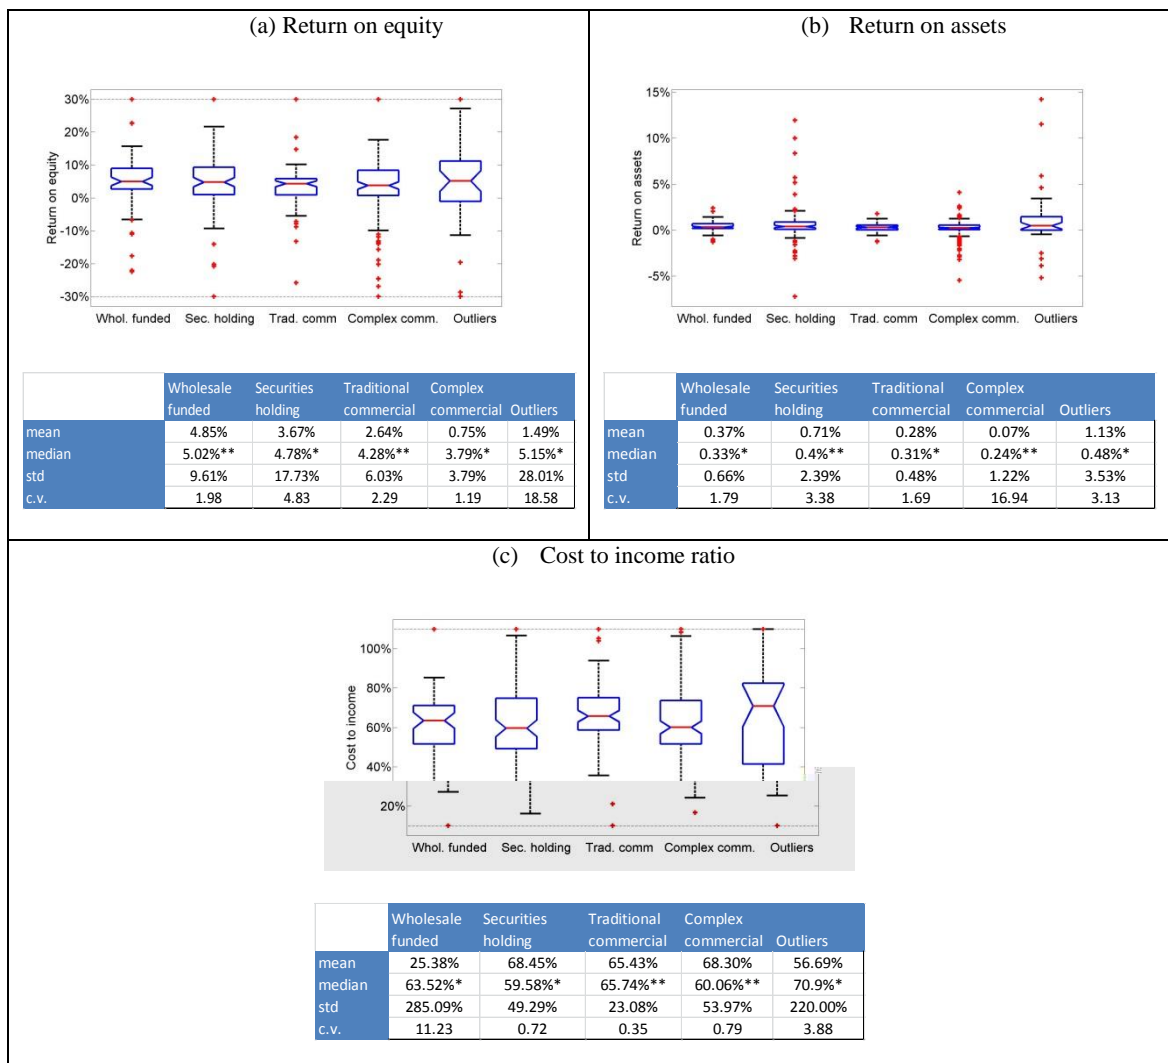 (a) Return on equity
30%
20%
10%
0%
-10%
-20%
-30%
Return on equity
Whol. funded Sec. holding Trad. comm Complex comm. Outliers
Wholesale funded Securities holding Traditional commercial Complex commercial Outliers
mean 4.85% 3.67% 2.64% 0.75% 1.49%
median 5.02%** 4.78%* 4.28%** 3.79%* 5.15%*
std 9.61% 17.73% 6.03% 3.79% 28.01%
c.v. 1.98 4.83 2.29 1.19 18.58
(b) Return on assets
15%
10%
5%
0%
-5%
Return on assets
Whol. funded Sec. holding Trad. comm Complex comm. Outliers
Wholesale funded Securities holding Traditional commercial Complex commercial Outliers
mean 0.37% 0.71% 0.28% 0.07% 1.13%
median 0.33%* 0.4%** 0.31%* 0.24%** 0.48%*
std 0.66% 2.39% 0.48% 1.22% 3.53%
c.v. 1.79 3.38 1.69 16.94 3.13
(c) Cost to income ratio
100%
80%
60%
40%
20%
Cost to income
Whol. funded Sec. holding Trad. comm Complex comm. Outliers
Wholesale funded Securities holding Traditional commercial Complex commercial Outliers
mean 25.38% 68.45% 65.43% 68.30% 56.69%
median 63.52%* 59.58%* 65.74%** 60.06%** 70.9%*
std 285.09% 49.29% 23.08% 53.97% 220.00%
c.v. 11.23 0.72 0.35 0.79 3.88